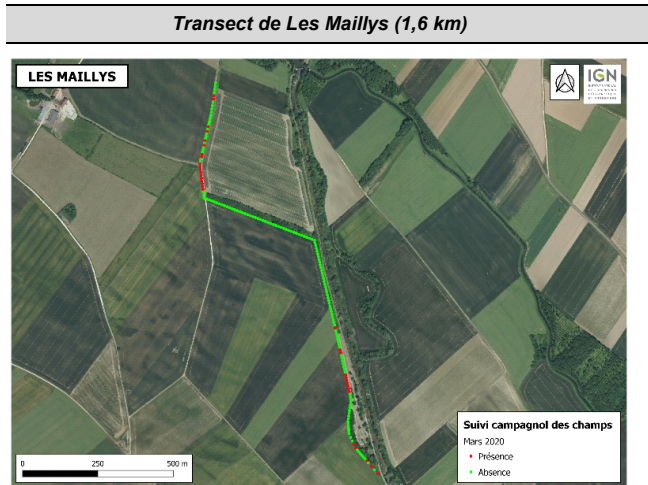 Transect de Les Maillys (1,6 km)
LES MAILLYS
IGN
Suivi campagnol des champs
Mars 2020
Présence
Absence
0 250 500 m